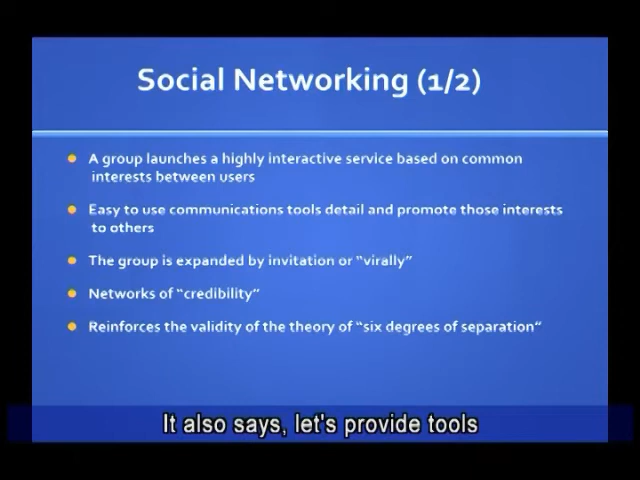 Social Networking (1/2)
A group launches a highly interactive service based on common
interests between users
Easy to use communications tools detail and promote those interests
to others
The group is expanded by invitation or "virally"
Networks of "credibility"
Reinforces the validity of the theory of "six degrees of separation"
It also says, let's provide tools